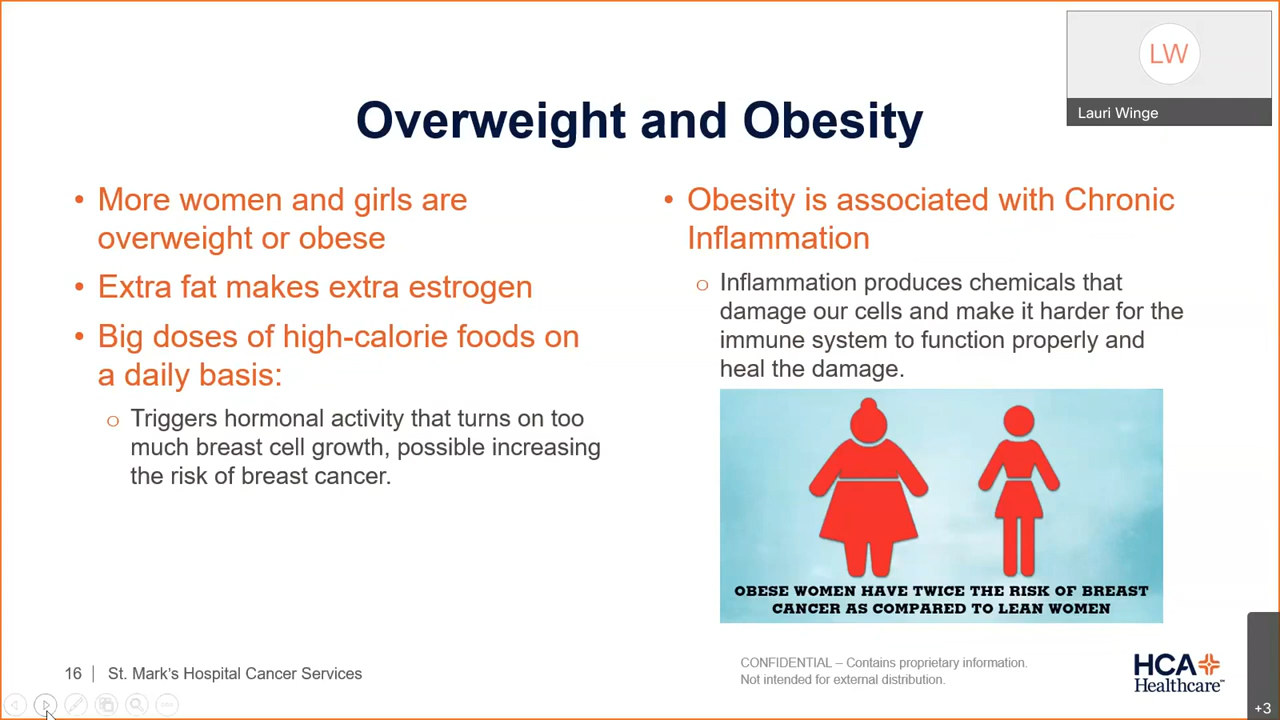 LW
Lauri Winge
Overweight and Obesity
• More women and girls are
overweight or obese
• Extra fat makes extra estrogen
• Big doses of high-calorie foods on
a daily basis:
o Triggers hormonal activity that turns on too
much breast cell growth, possible increasing
the risk of breast cancer.
• Obesity is associated with Chronic
Inflammation
o Inflammation produces chemicals that
damage our cells and make it harder for the
immune system to function properly and
heal the damage.
OBESE WOMEN HAVE TWICE THE RISK OF BREAST
CANCER AS COMPARED TO LEAN WOMEN
16 | St. Mark's Hospital Cancer Services
CONFIDENTIAL – Contains proprietary information.
Not intended for external distribution.
HCA
Healthcare™
+3